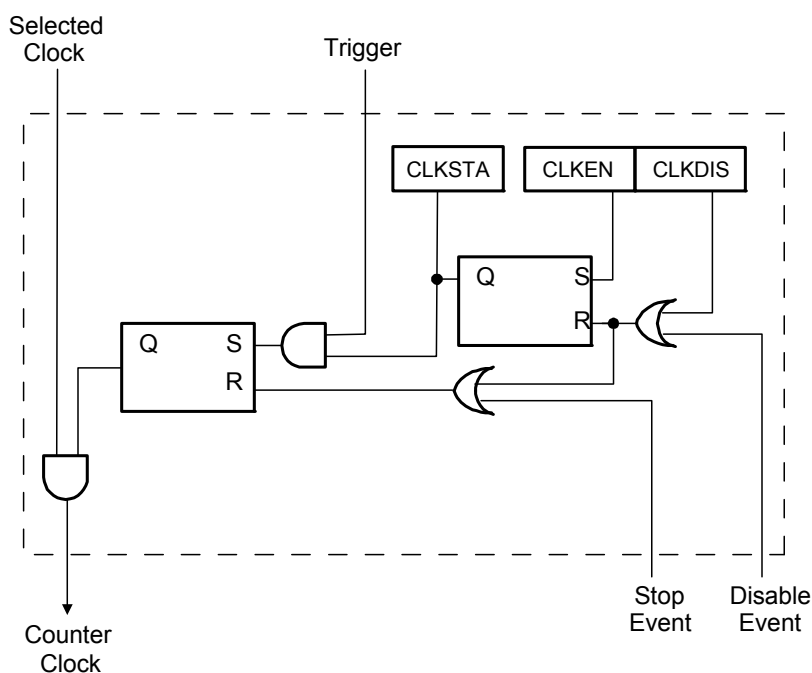 Selected
Clock
Trigger
CLKSTA
CLKEN
CLKDIS
Q
S
R
Q
S
R
Stop
Event
Disable
Event
Counter
Clock